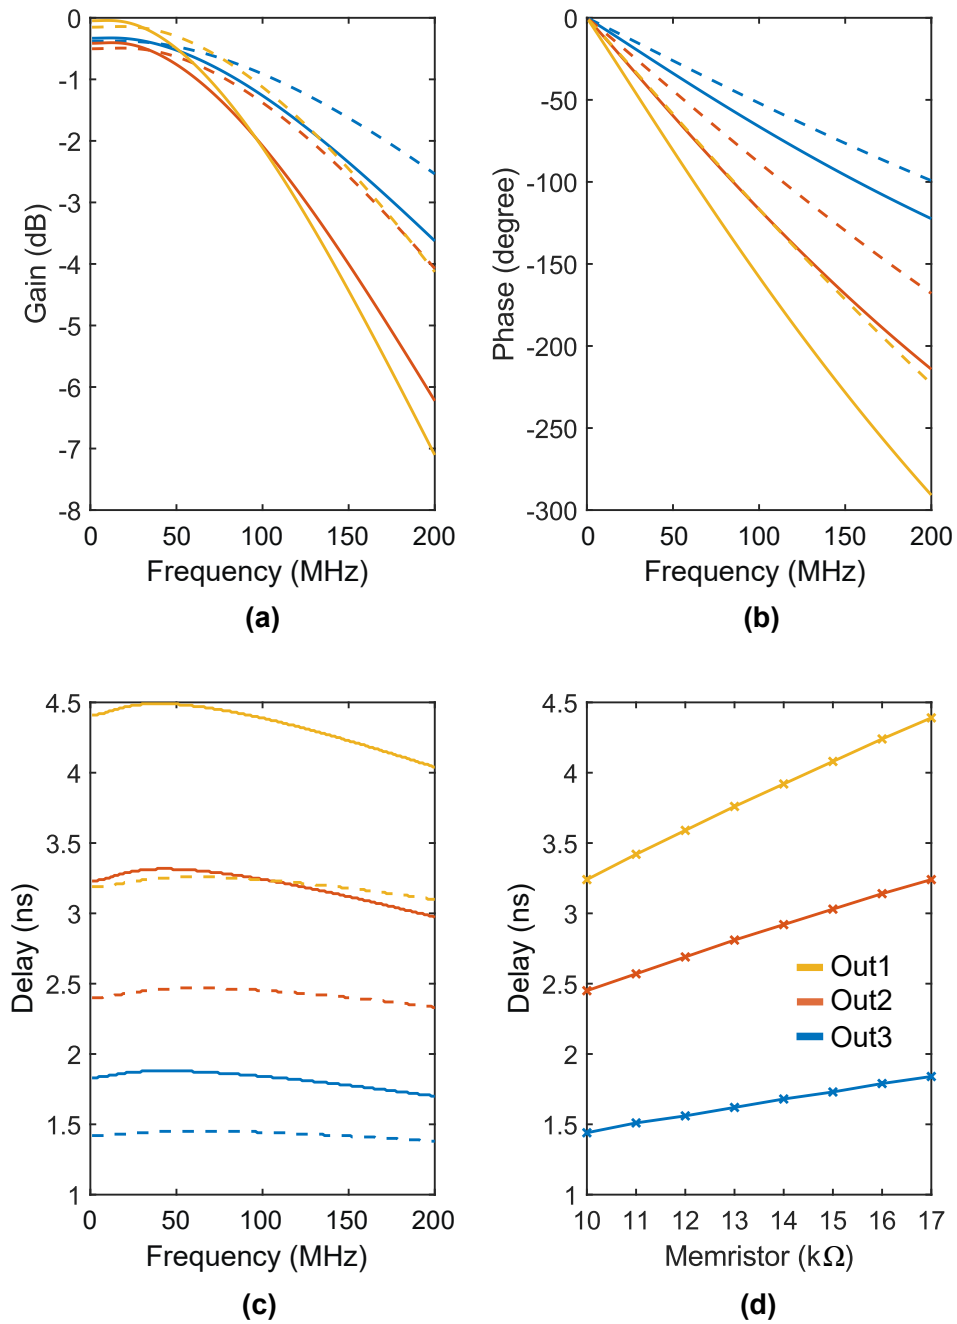 0
-1
-2
-3
-4
-5
-6
-7
-8
Gain (dB)
0 50 100 150 200
Frequency (MHz)
(a)
0
-50
-100
-150
-200
-250
-300
Phase (degree)
0 50 100 150 200
Frequency (MHz)
(b)
4.5
4
3.5
3
2.5
2
1.5
1
Delay (ns)
0 50 100 150 200
Frequency (MHz)
(c)
4.5
4
3.5
3
2.5
2
1.5
1
Delay (ns)
Out1
Out2
Out3
10 11 12 13 14 15 16 17
Memristor (kΩ)
(d)